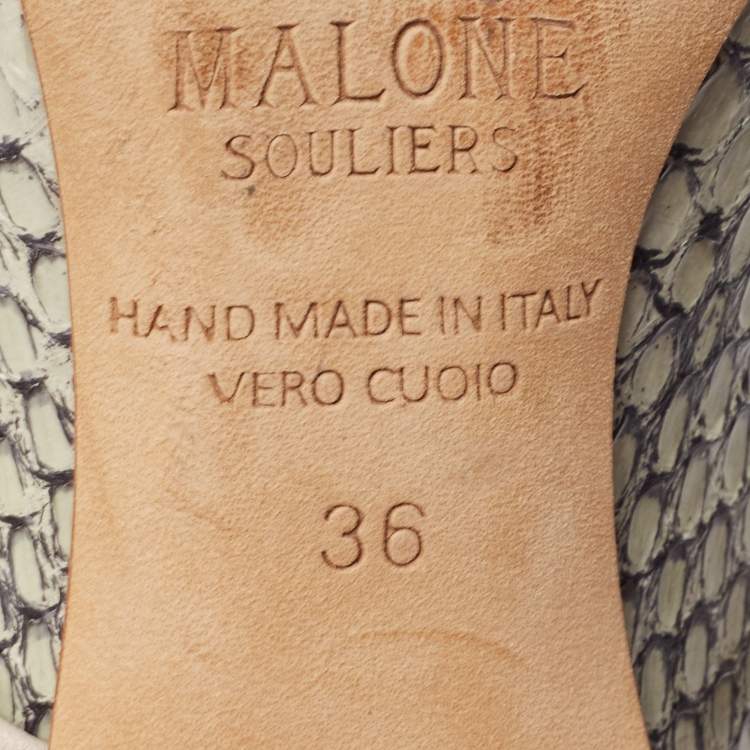 MALONE
SOULIERS
HAND MADE IN ITALY
VERO CUOIO
36